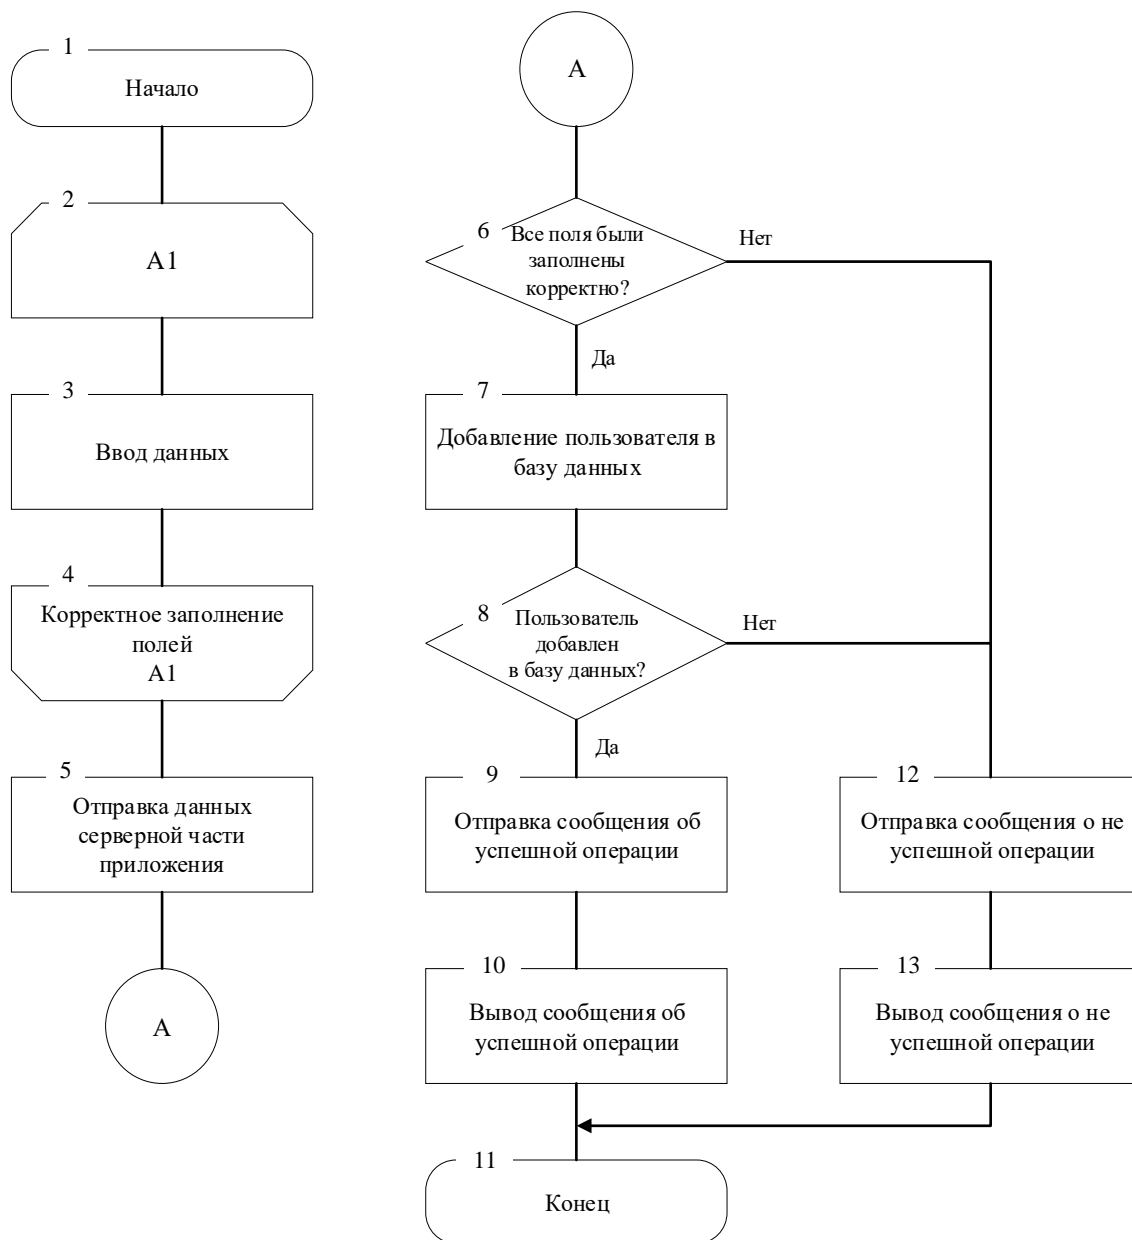 1
Начало
2
А1
3
Ввод данных
4
Корректное заполнение
полей
А1
5
Отправка данных
серверной части
приложения
А
А
6
Все поля были
заполнены
корректно?
Нет
Да
7
Добавление пользователя в
базу данных
8
Пользователь
добавлен
в базу данных?
Нет
Да
9
Отправка сообщения об
успешной операции
10
Вывод сообщения об
успешной операции
11
Конец
12
Отправка сообщения о не
успешной операции
13
Вывод сообщения о не
успешной операции